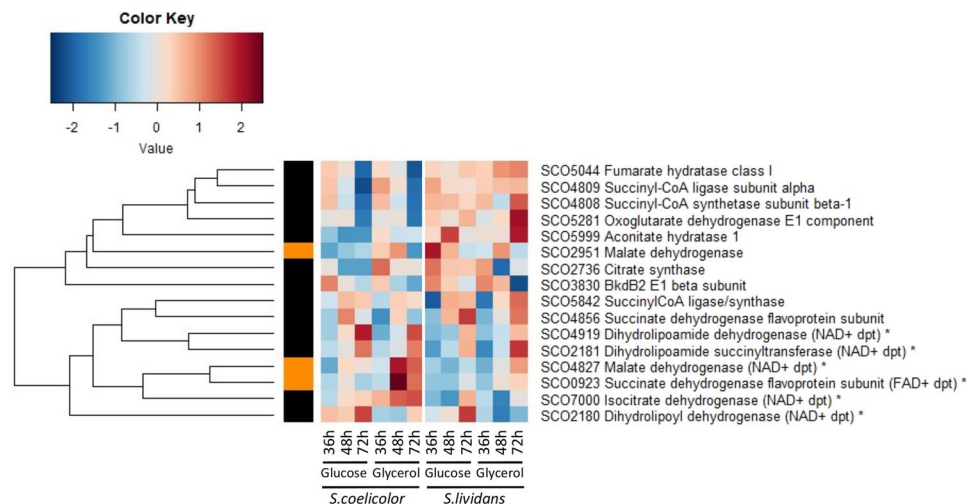 Color Key
-2 -1 0 1 2
Value
SCO5044 Fumarate hydratase class I
SCO4809 Succinyl-CoA ligase subunit alpha
SCO4808 Succinyl-CoA synthetase subunit beta-1
SCO5281 Oxoglutarate dehydrogenase E1 component
SCO5999 Aconitate hydratase 1
SCO2951 Malate dehydrogenase
SCO2736 Citrate synthase
SCO3830 BkdB2 E1 beta subunit
SCO5842 SuccinylCoA ligase/synthase
SCO4856 Succinate dehydrogenase flavoprotein subunit
SCO4919 Dihydrolipoamide dehydrogenase (NAD+ dpt) *
SCO2181 Dihydrolipoamide succinyltransferase (NAD+ dpt) *
SCO4827 Malate dehydrogenase (NAD+ dpt) *
SCO0923 Succinate dehydrogenase flavoprotein subunit (FAD+ dpt) *
SCO7000 Isocitrate dehydrogenase (NAD+ dpt) *
SCO2180 Dihydrolipoyl dehydrogenase (NAD+ dpt) *
36h 48h 72h 36h 48h 72h 36h 48h 72h 36h 48h 72h
Glucose Glycerol Glucose Glycerol
S.coelicolor S.lividans